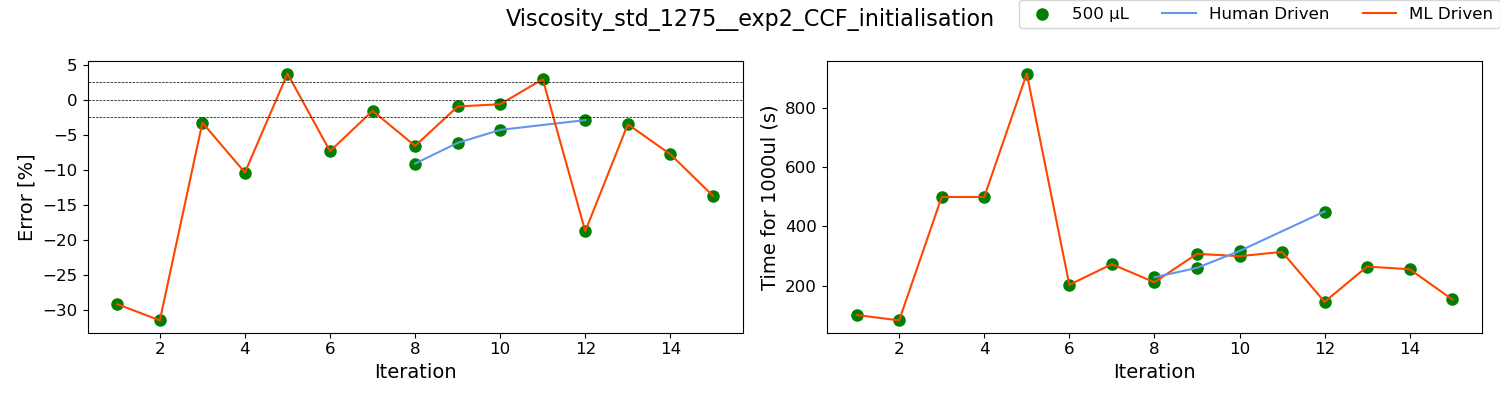 Viscosity_std_1275__exp2_CCF_initialisation
500 µL Human Driven ML Driven
Error [%]
5
0
−5
−10
−15
−20
−25
−30
2 4 6 8 10 12 14
Iteration
Time for 1000ul (s)
800
600
400
200
2 4 6 8 10 12 14
Iteration